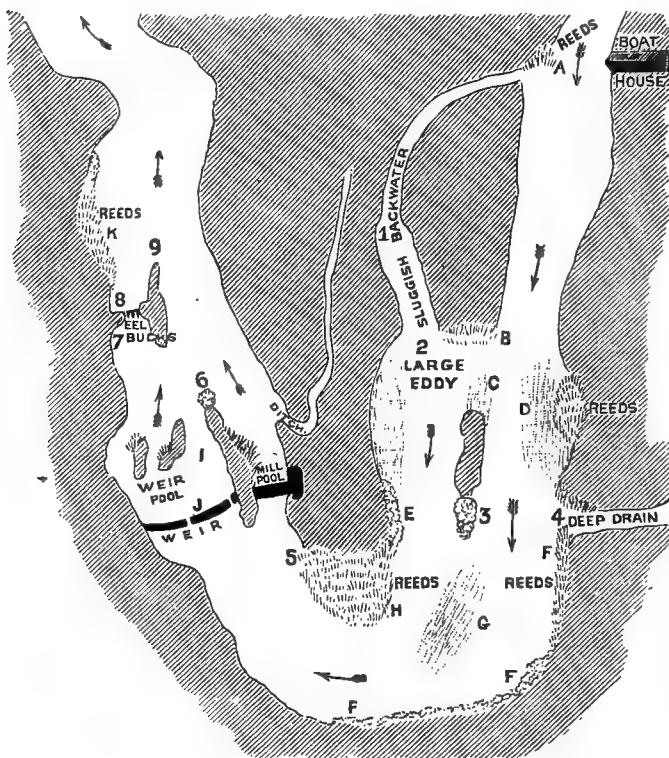 REEDS
A
BOAT
HOUSE
BACKWATER
1
SLUGGISH
REEDS
K
9
8
EEL
7 BUCKS
2
LARGE
EDDY
B
C
D
REEDS
6
DITCH
I
WEIR
POOL
MILL
POOL
J
WEIR
E
3
4 DEEP DRAIN
F
5
REEDS
REEDS
H
G
F
F